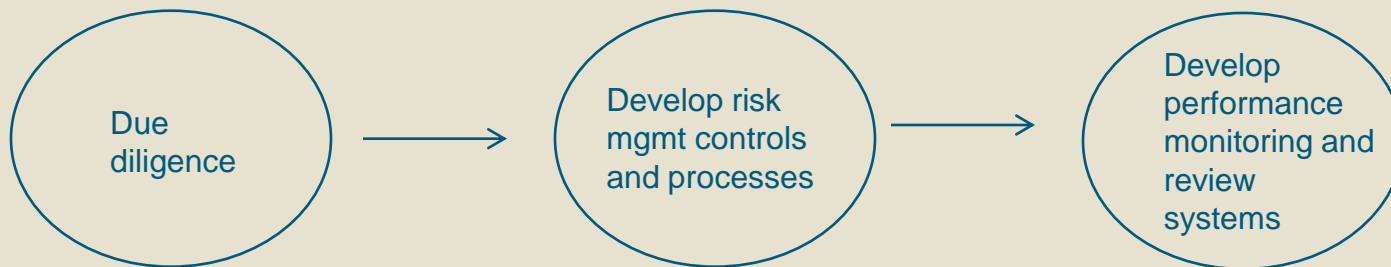 Due
diligence
Develop risk
mgmt controls
and processes
Develop
performance
monitoring and
review
systems